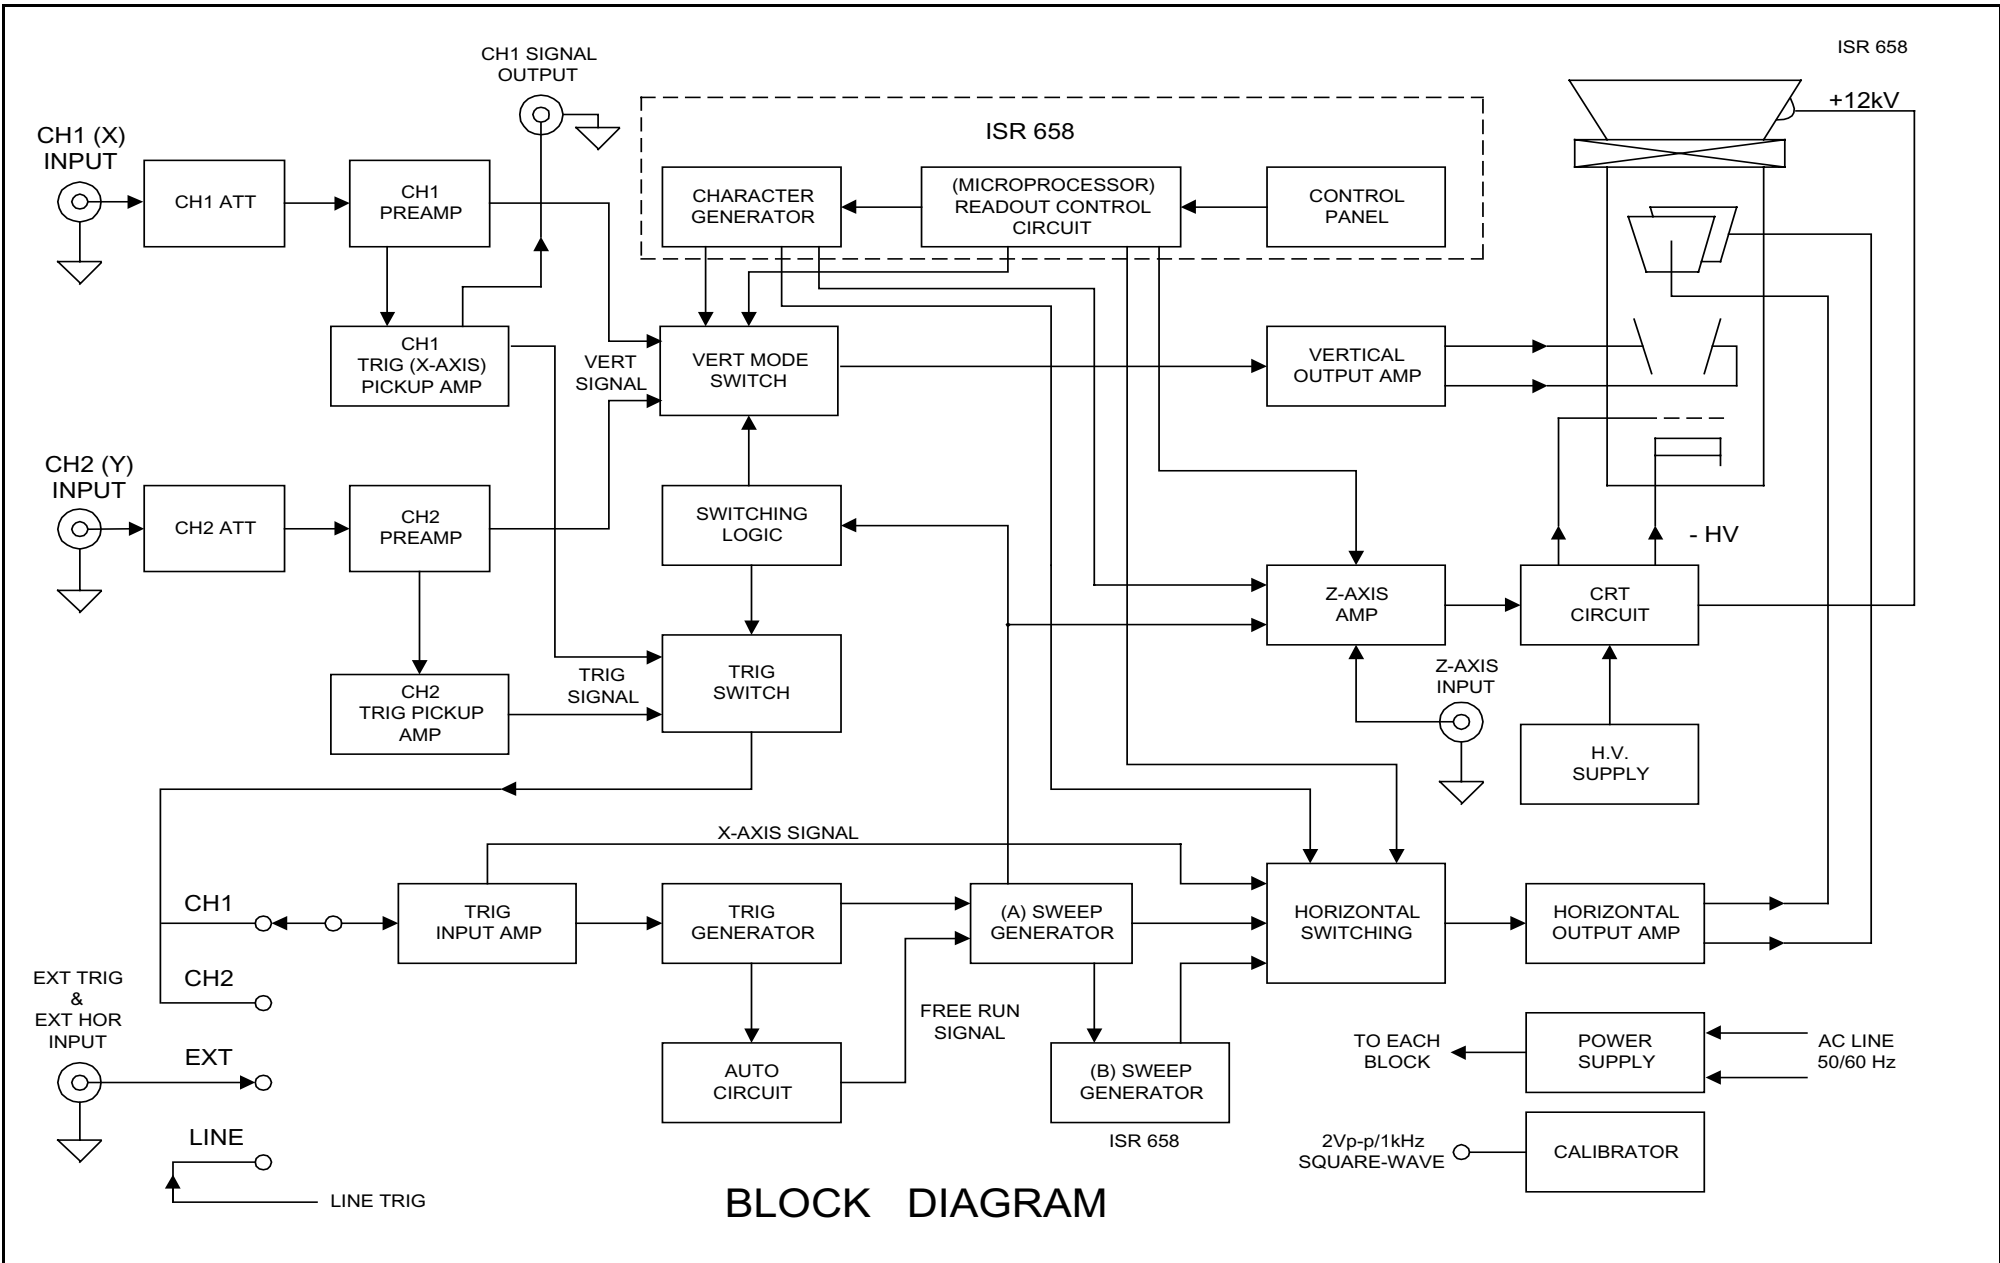 ISR 658
CH1 SIGNAL
OUTPUT
+12kV
CH1 (X)
INPUT
ISR 658
CH1 ATT
CH1
PREAMP
CHARACTER
GENERATOR
(MICROPROCESSOR)
READOUT CONTROL
CIRCUIT
CONTROL
PANEL
CH1
TRIG (X-AXIS)
PICKUP AMP
VERT
SIGNAL
VERT MODE
SWITCH
VERTICAL
OUTPUT AMP
CH2 (Y)
INPUT
CH2 ATT
CH2
PREAMP
SWITCHING
LOGIC
- HV
Z-AXIS
AMP
CRT
CIRCUIT
CH2
TRIG PICKUP
AMP
TRIG
SIGNAL
TRIG
SWITCH
Z-AXIS
INPUT
H.V.
SUPPLY
X-AXIS SIGNAL
CH1
TRIG
INPUT AMP
TRIG
GENERATOR
(A) SWEEP
GENERATOR
HORIZONTAL
SWITCHING
HORIZONTAL
OUTPUT AMP
EXT TRIG
&
EXT HOR
INPUT
CH2
FREE RUN
SIGNAL
EXT
AUTO
CIRCUIT
(B) SWEEP
GENERATOR
ISR 658
TO EACH
BLOCK
POWER
SUPPLY
AC LINE
50/60 Hz
LINE
LINE TRIG
2Vp-p/1kHz
SQUARE-WAVE
CALIBRATOR
BLOCK DIAGRAM